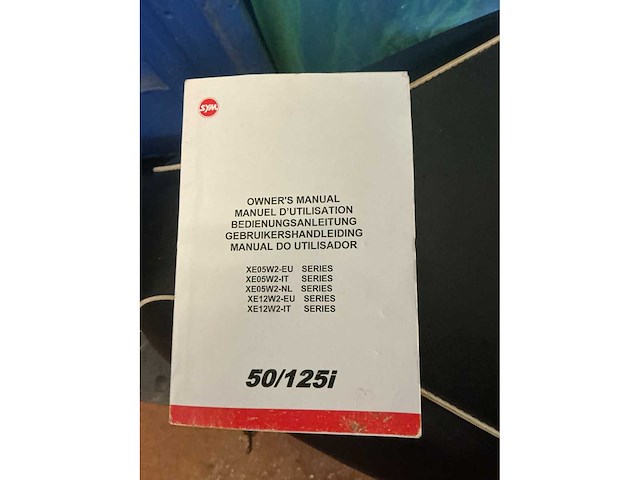 SYM
OWNER'S MANUAL
MANUEL D'UTILISATION
BEDIENUNGSANLEITUNG
GEBRUIKERSHANDLEIDING
MANUAL DO UTILISADOR
XE05W2-EU SERIES
XE05W2-IT SERIES
XE05W2-NL SERIES
XE12W2-EU SERIES
XE12W2-IT SERIES
50/125i